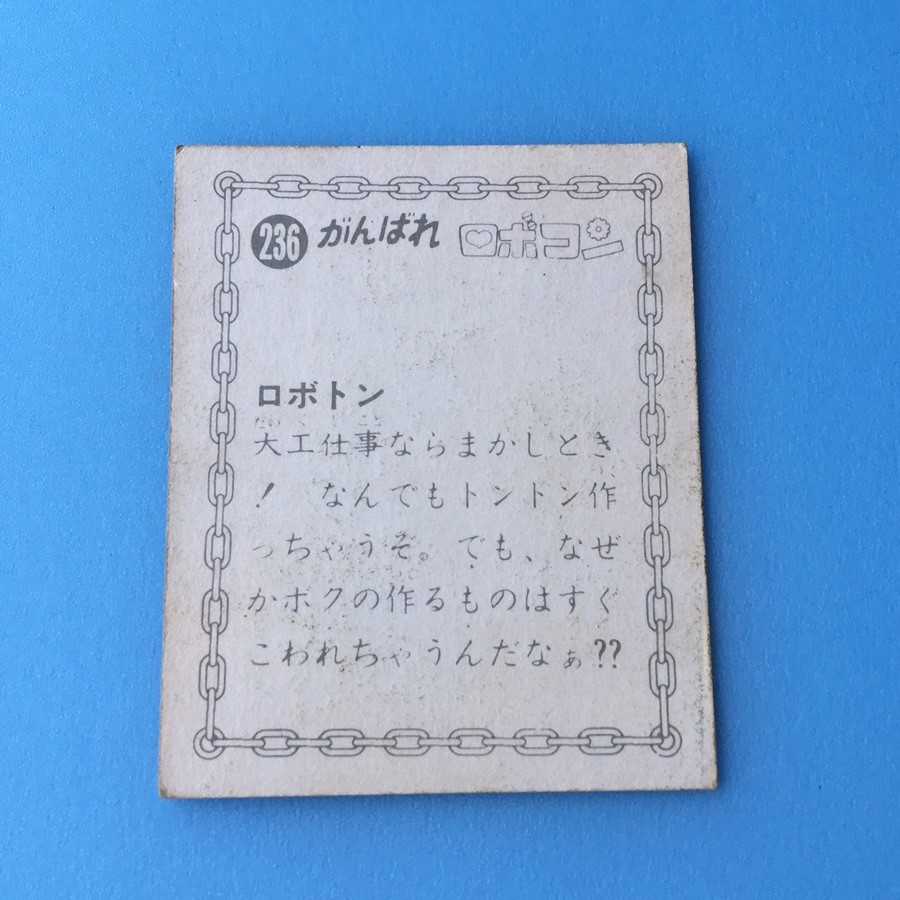 236 がんばれ ロボコン
ロボトン
大工仕事ならまかしとき
! なんでもトントン作
っちゃうぞ。でも、なぜ
かボクの作るものはすぐ
こわれちゃうんだなぁ??